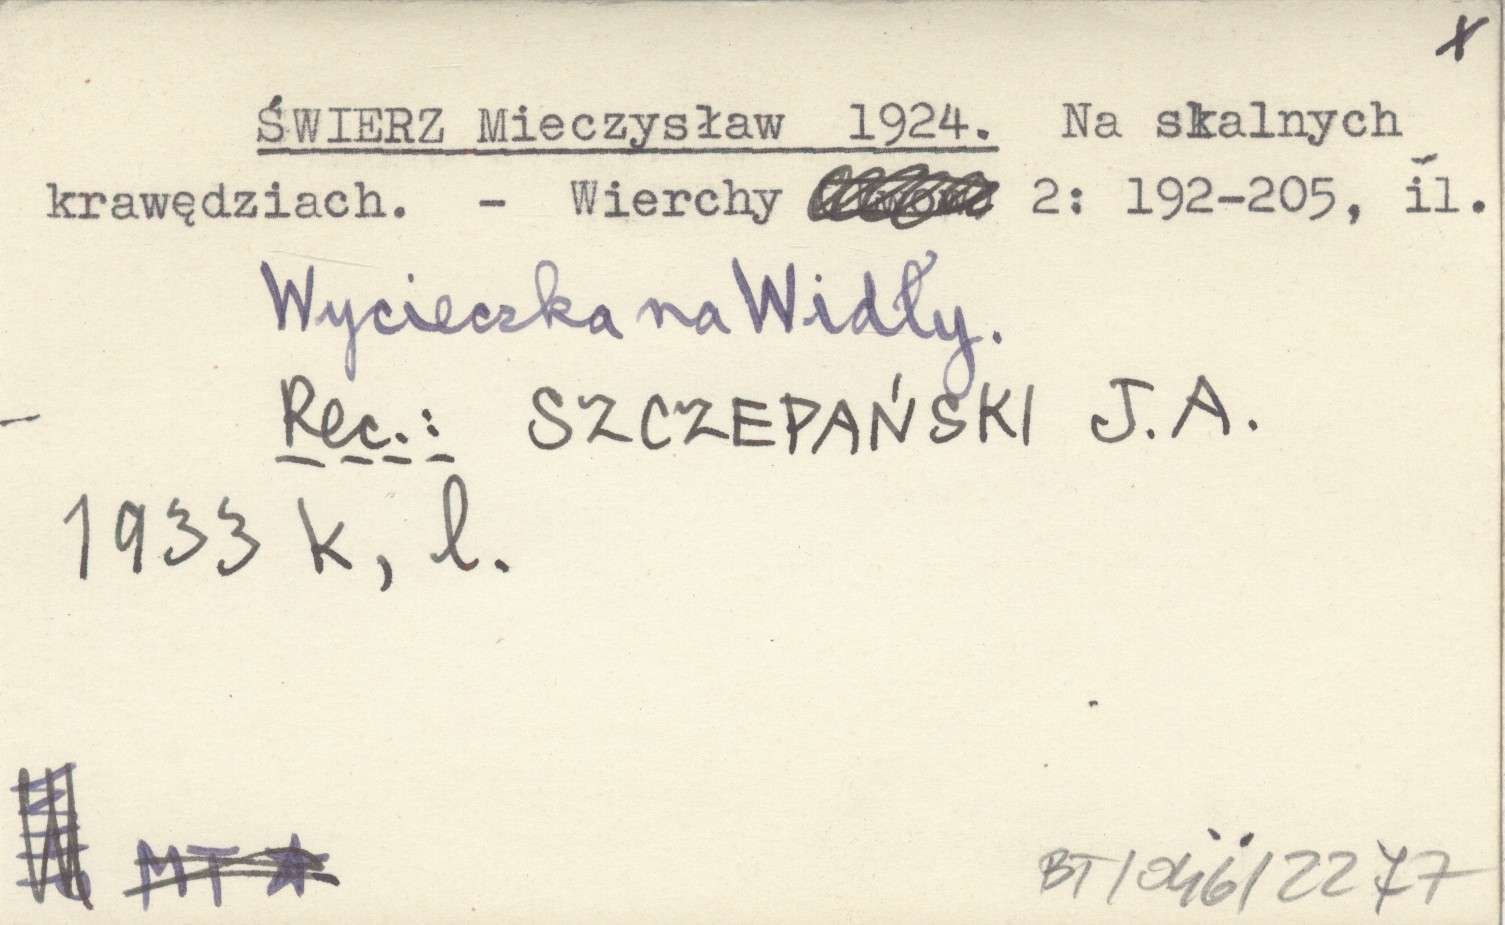 x
ŚWIERZ Mieczysław 1924. Na skalnych
krawędziach. - Wierchy 2: 192-205, il.
Wycieczka na Widły.
Rec.: SZCZEPAŃSKI J.A.
1933 k, l.
MT
BT/046/2277